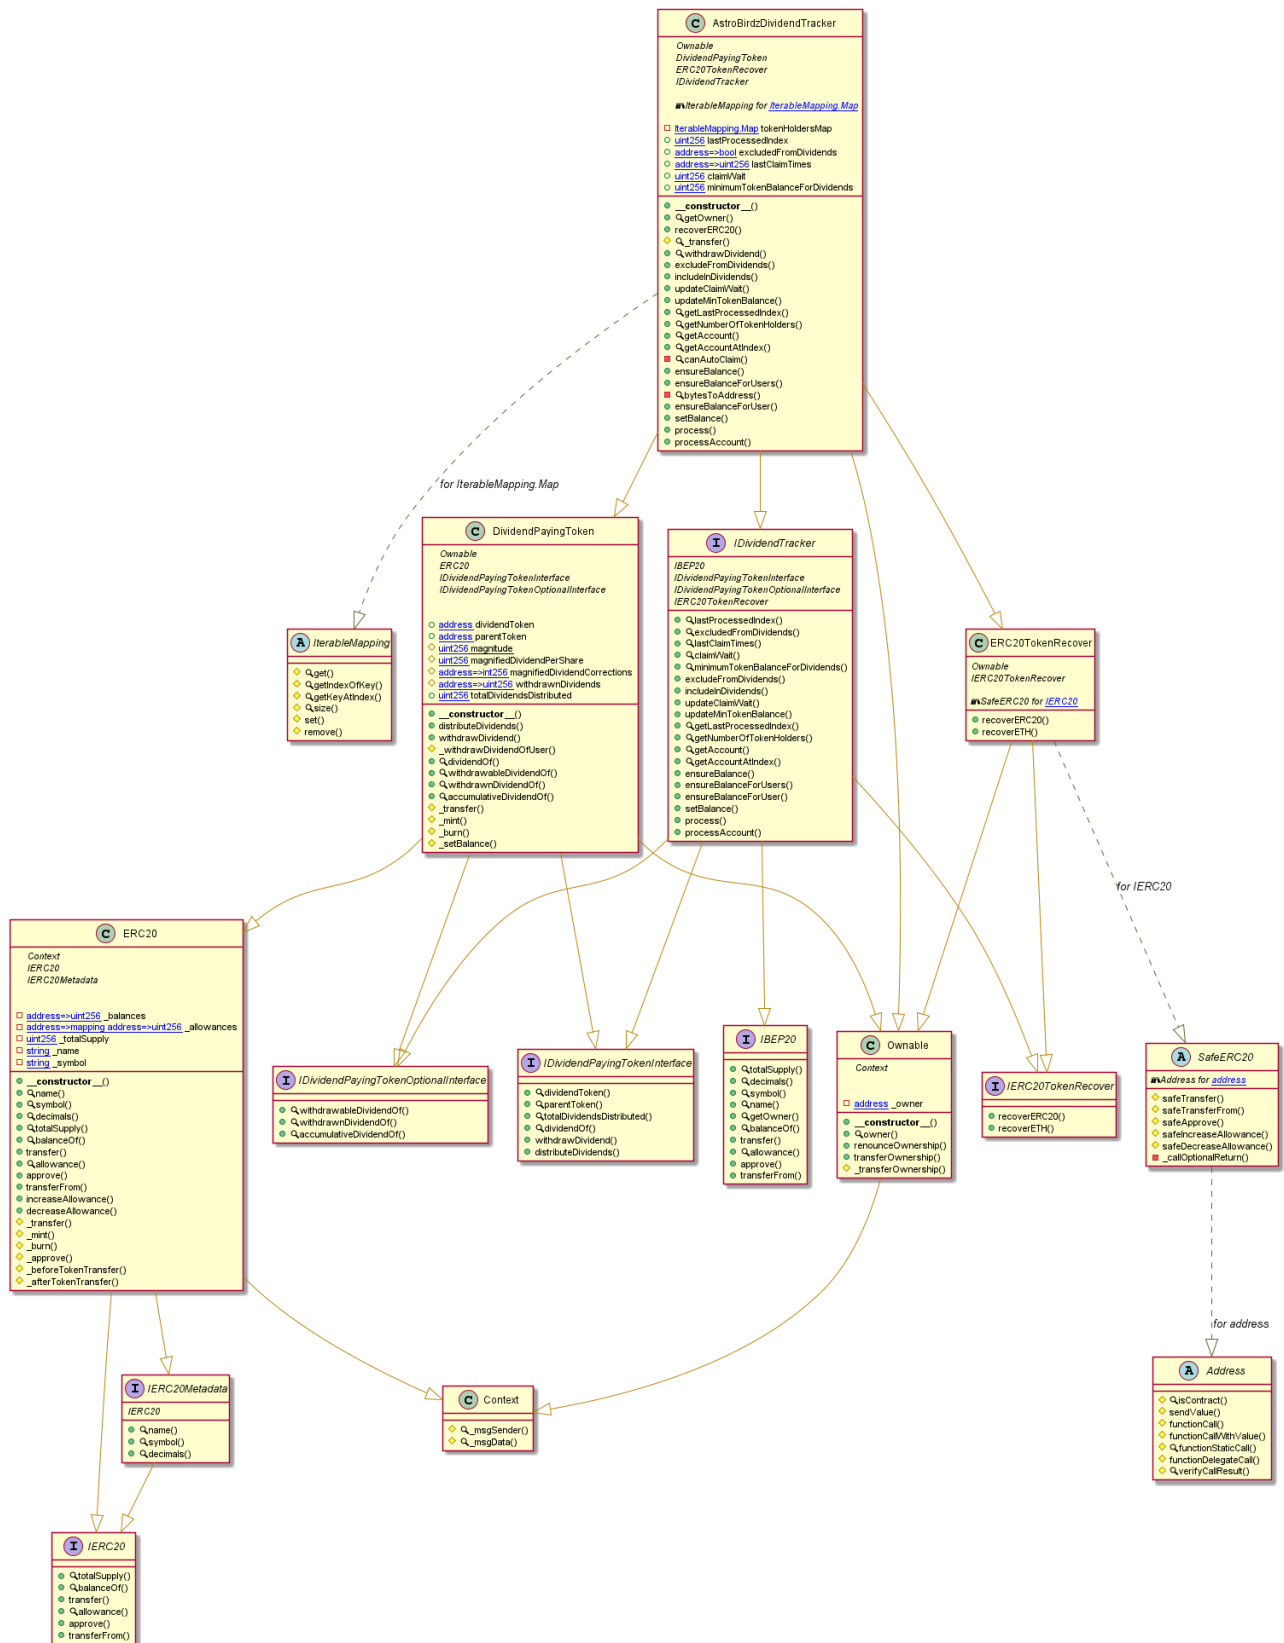 C AstroBirdzDividendTracker
Ownable
DividendPayingToken
ERC20TokenRecover
IDividendTracker
IterableMapping for IterableMapping.Map
IterableMapping.Map tokenHoldersMap
uint256 lastProcessedIndex
address=>bool excludedFromDividends
address=>uint256 lastClaimTimes
uint256 claimWait
uint256 minimumTokenBalanceForDividends
__constructor__()
getOwner()
recoverERC20()
_transfer()
withdrawDividend()
excludeFromDividends()
includeInDividends()
updateClaimWait()
updateMinTokenBalance()
getLastProcessedIndex()
getNumberOfTokenHolders()
getAccount()
getAccountAtIndex()
canAutoClaim()
ensureBalance()
ensureBalanceForUsers()
bytesToAddress()
ensureBalanceForUser()
setBalance()
process()
processAccount()
for IterableMapping.Map
C DividendPayingToken
Ownable
ERC20
IDividendPayingTokenInterface
IDividendPayingTokenOptionalInterface
address dividendToken
address parentToken
uint256 magnitude
uint256 magnifiedDividendPerShare
address=>int256 magnifiedDividendCorrections
address=>uint256 withdrawnDividends
uint256 totalDividendsDistributed
__constructor__()
distributeDividends()
withdrawDividend()
_withdrawDividendOfUser()
dividendOf()
withdrawableDividendOf()
withdrawnDividendOf()
accumulativeDividendOf()
_transfer()
_mint()
_burn()
_setBalance()
I IDividendTracker
IBEP20
IDividendPayingTokenInterface
IDividendPayingTokenOptionalInterface
IERC20TokenRecover
lastProcessedIndex()
excludedFromDividends()
lastClaimTimes()
claimWait()
minimumTokenBalanceForDividends()
excludeFromDividends()
includeInDividends()
updateClaimWait()
updateMinTokenBalance()
getLastProcessedIndex()
getNumberOfTokenHolders()
getAccount()
getAccountAtIndex()
ensureBalance()
ensureBalanceForUsers()
ensureBalanceForUser()
setBalance()
process()
processAccount()
A IterableMapping
get()
getIndexOfKey()
getKeyAtIndex()
size()
set()
remove()
C ERC20TokenRecover
Ownable
IERC20TokenRecover
SafeERC20 for IERC20
recoverERC20()
recoverETH()
for IERC20
C ERC20
Context
IERC20
IERC20Metadata
address=>uint256 _balances
address=>mapping address=>uint256 _allowances
uint256 _totalSupply
string _name
string _symbol
__constructor__()
name()
symbol()
decimals()
totalSupply()
balanceOf()
transfer()
allowance()
approve()
transferFrom()
increaseAllowance()
decreaseAllowance()
_transfer()
_mint()
_burn()
_approve()
_beforeTokenTransfer()
_afterTokenTransfer()
I IDividendPayingTokenOptionalInterface
withdrawableDividendOf()
withdrawnDividendOf()
accumulativeDividendOf()
I IDividendPayingTokenInterface
dividendToken()
parentToken()
totalDividendsDistributed()
dividendOf()
withdrawDividend()
distributeDividends()
I IBEP20
totalSupply()
decimals()
symbol()
name()
getOwner()
balanceOf()
transfer()
allowance()
approve()
transferFrom()
C Ownable
Context
address _owner
__constructor__()
owner()
renounceOwnership()
transferOwnership()
_transferOwnership()
I IERC20TokenRecover
recoverERC20()
recoverETH()
A SafeERC20
Address for address
safeTransfer()
safeTransferFrom()
safeApprove()
safeIncreaseAllowance()
safeDecreaseAllowance()
_callOptionalReturn()
for address
I IERC20Metadata
IERC20
name()
symbol()
decimals()
C Context
_msgSender()
_msgData()
A Address
isContract()
sendValue()
functionCall()
functionCallWithValue()
functionStaticCall()
functionDelegateCall()
verifyCallResult()
I IERC20
totalSupply()
balanceOf()
transfer()
allowance()
approve()
transferFrom()